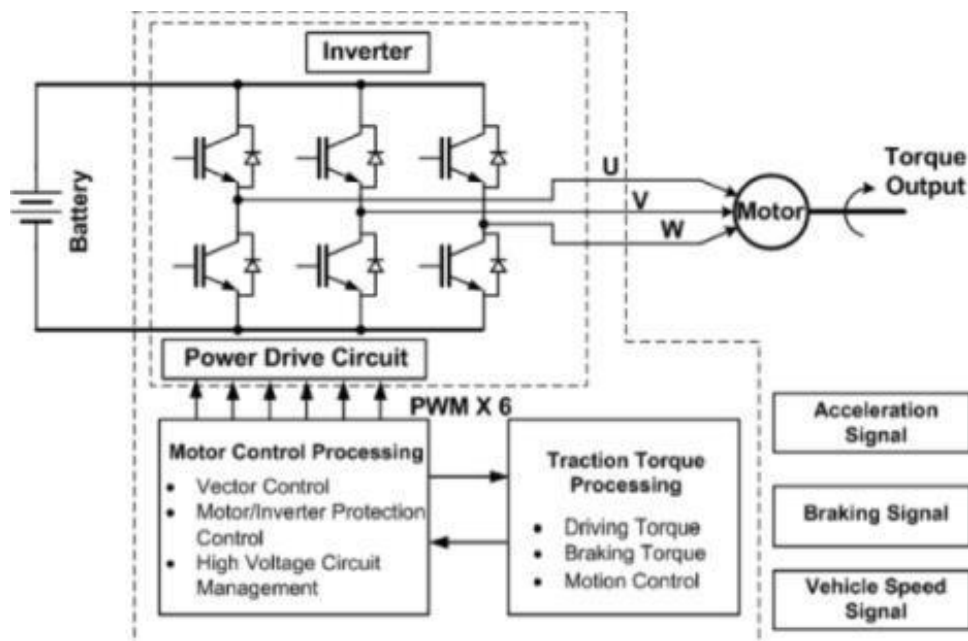 Inverter
Battery
U
V
W
Motor
Torque
Output
Power Drive Circuit
PWM X 6
Motor Control Processing
• Vector Control
• Motor/Inverter Protection
Control
• High Voltage Circuit
Management
Traction Torque
Processing
• Driving Torque
• Braking Torque
• Motion Control
Acceleration
Signal
Braking Signal
Vehicle Speed
Signal